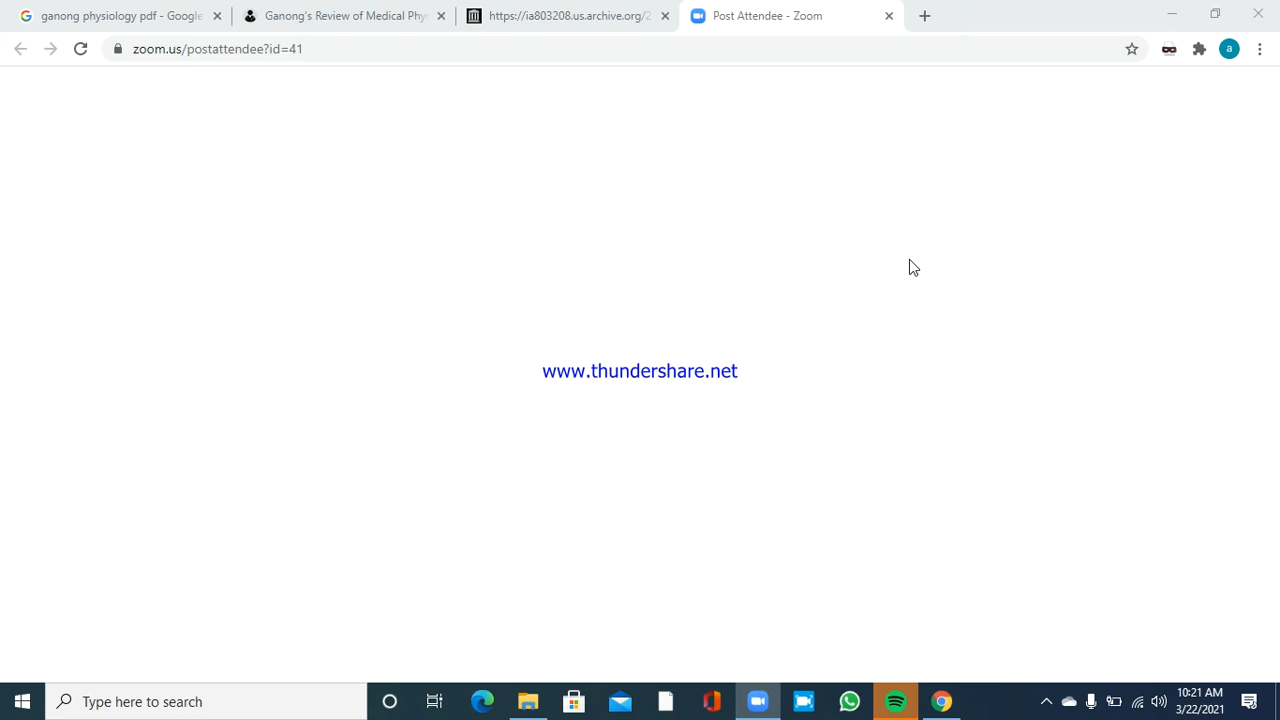 ganong physiology pdf - Google
Ganong's Review of Medical Phy
https://ia803208.us.archive.org/2
Post Attendee - Zoom
zoom.us/postattendee?id=41
a
www.thundershare.net
Type here to search
10:21 AM
3/22/2021